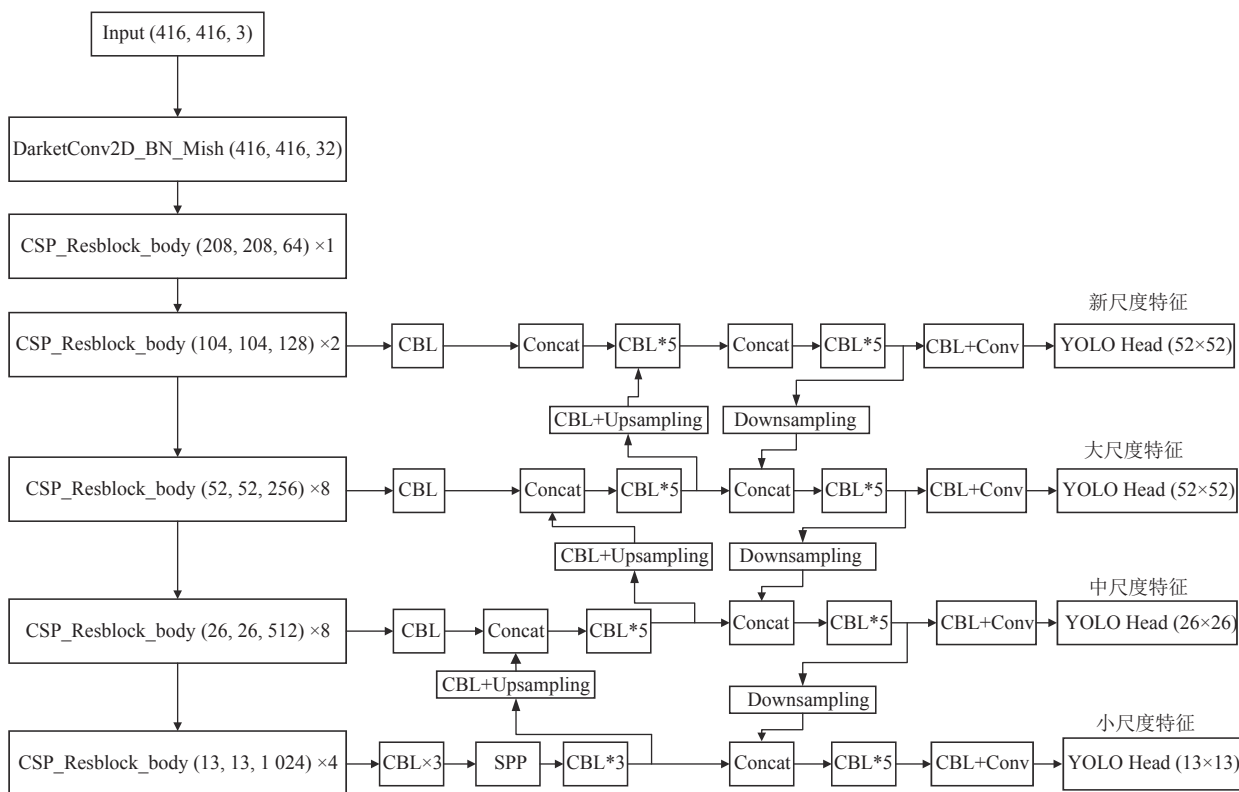 Input (416, 416, 3)
DarketConv2D_BN_Mish (416, 416, 32)
CSP_Resblock_body (208, 208, 64) ×1
新尺度特征
CSP_Resblock_body (104, 104, 128) ×2
CBL
Concat
CBL*5
Concat
CBL*5
CBL+Conv
YOLO Head (52×52)
CBL+Upsampling
Downsampling
大尺度特征
CSP_Resblock_body (52, 52, 256) ×8
CBL
Concat
CBL*5
Concat
CBL*5
CBL+Conv
YOLO Head (52×52)
CBL+Upsampling
Downsampling
中尺度特征
CSP_Resblock_body (26, 26, 512) ×8
CBL
Concat
CBL*5
Concat
CBL*5
CBL+Conv
YOLO Head (26×26)
CBL+Upsampling
Downsampling
小尺度特征
CSP_Resblock_body (13, 13, 1 024) ×4
CBL×3
SPP
CBL*3
Concat
CBL*5
CBL+Conv
YOLO Head (13×13)